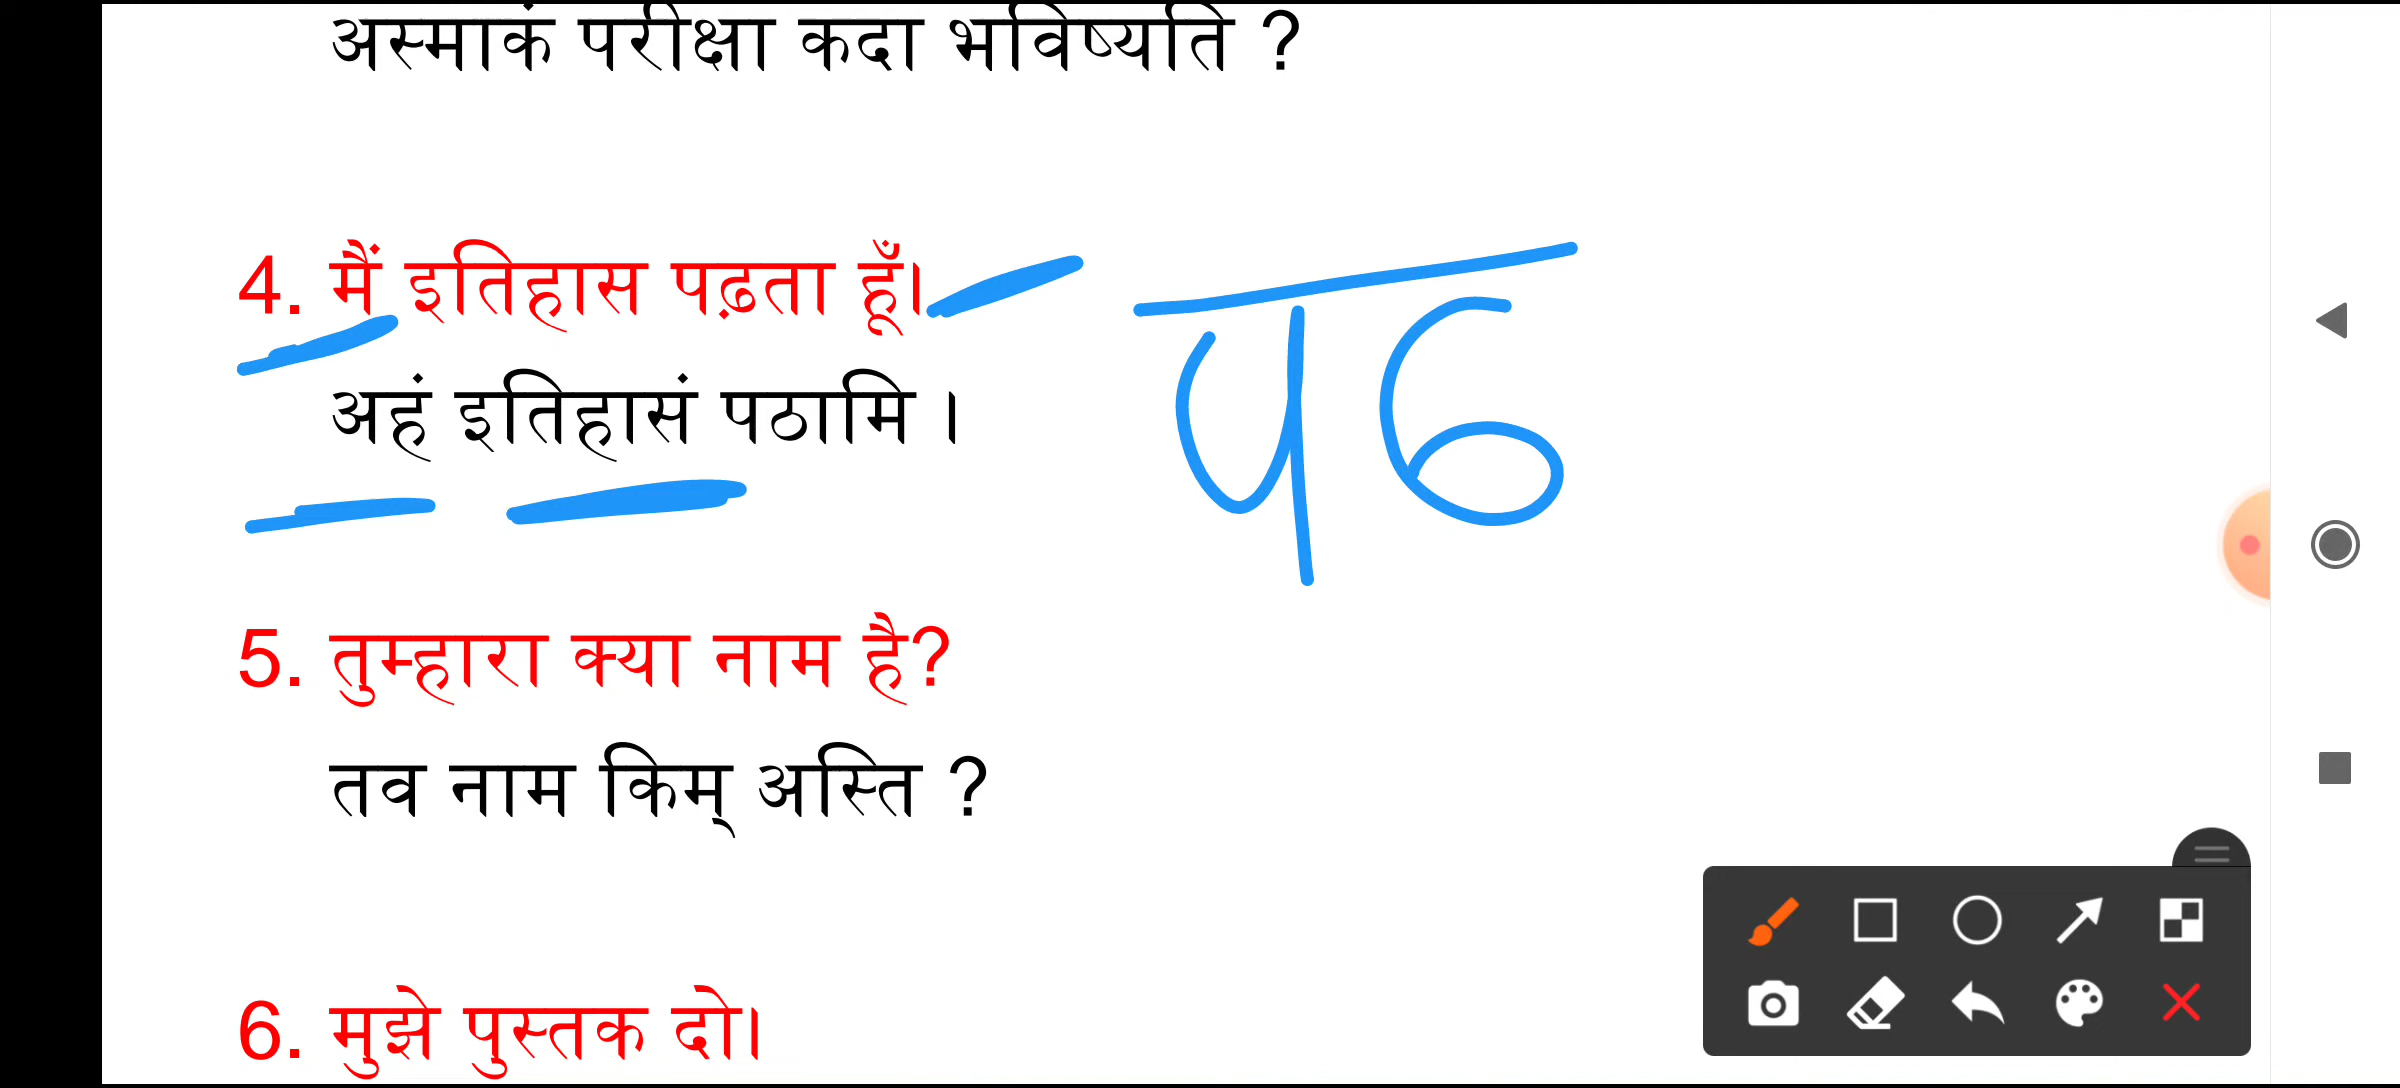 अस्माकं परीक्षा कदा भविष्यति ?
4. मैं इतिहास पढ़ता हूँ।
अहं इतिहासं पठामि ।
पठ
5. तुम्हारा क्या नाम है?
तव नाम किम् अस्ति ?
6. मुझे पुस्तक दो।